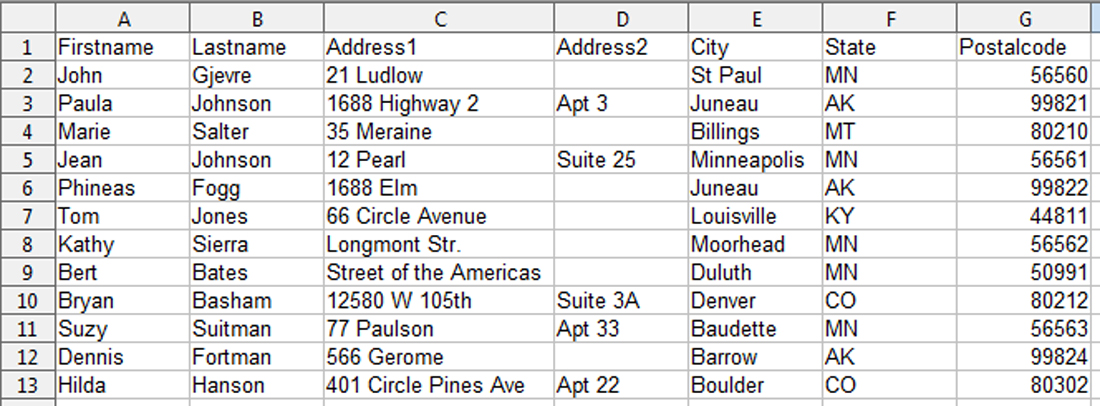 A B C D E F G
1 Firstname Lastname Address1 Address2 City State Postalcode
2 John Gjevre 21 Ludlow St Paul MN 56560
3 Paula Johnson 1688 Highway 2 Apt 3 Juneau AK 99821
4 Marie Salter 35 Meraine Billings MT 80210
5 Jean Johnson 12 Pearl Suite 25 Minneapolis MN 56561
6 Phineas Fogg 1688 Elm Juneau AK 99822
7 Tom Jones 66 Circle Avenue Louisville KY 44811
8 Kathy Sierra Longmont Str. Moorhead MN 56562
9 Bert Bates Street of the Americas Duluth MN 50991
10 Bryan Basham 12580 W 105th Suite 3A Denver CO 80212
11 Suzy Suitman 77 Paulson Apt 33 Baudette MN 56563
12 Dennis Fortman 566 Gerome Barrow AK 99824
13 Hilda Hanson 401 Circle Pines Ave Apt 22 Boulder CO 80302